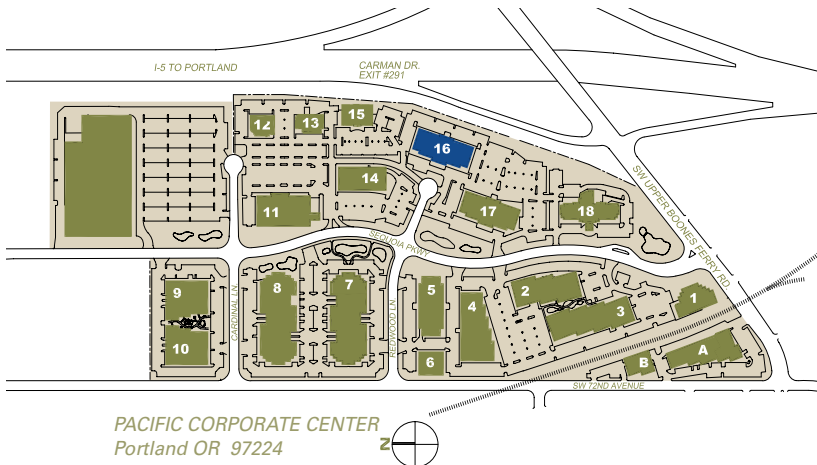 I-5 TO PORTLAND
CARMAN DR.
EXIT #291
15
12
13
16
14
11
17
18
SW UPPER BOONES FERRY RD
SEQUOIA PKWY
CARDINAL LN.
REDWOOD LN
9
8
7
5
2
4
3
1
10
6
B
A
SW 72ND AVENUE
PACIFIC CORPORATE CENTER
Portland OR 97224
N